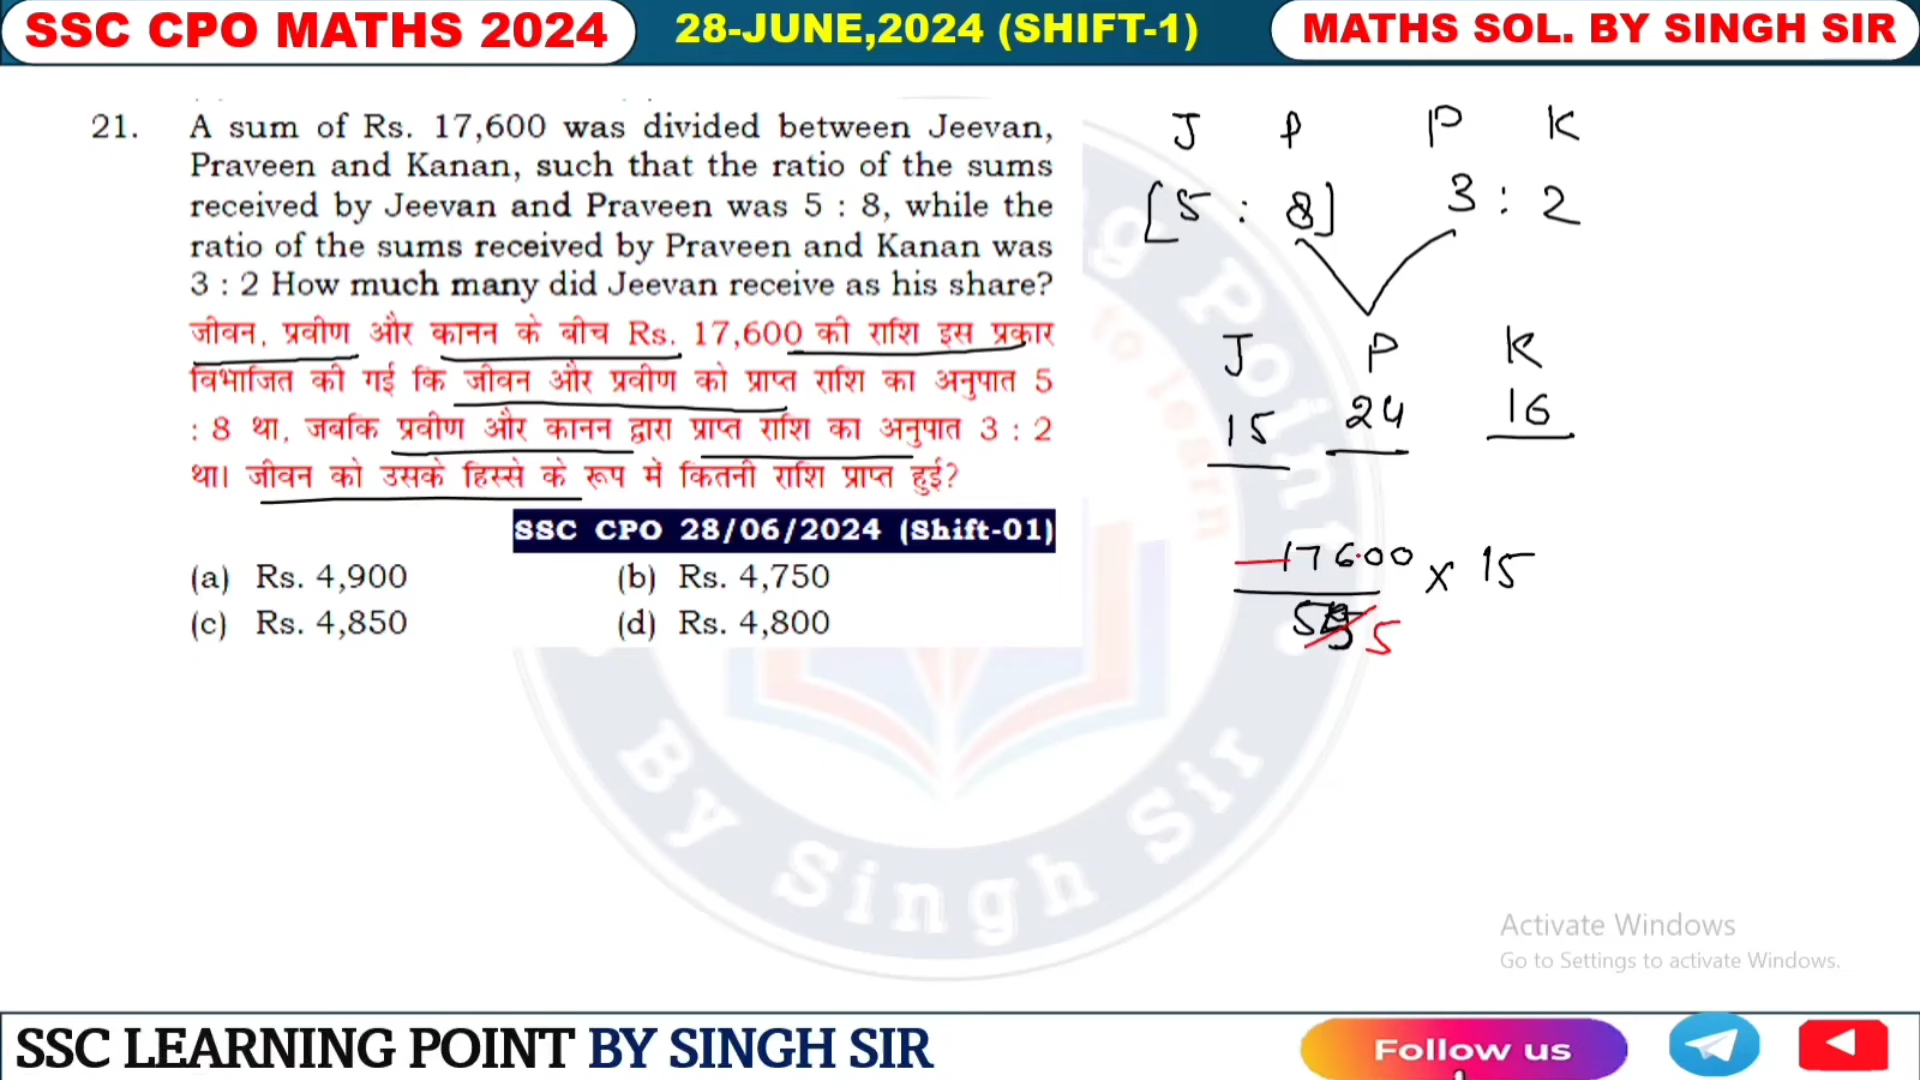 SSC CPO MATHS 2024
28-JUNE,2024 (SHIFT-1)
MATHS SOL. BY SINGH SIR
21. A sum of Rs. 17,600 was divided between Jeevan,
Praveen and Kanan, such that the ratio of the sums
received by Jeevan and Praveen was 5 : 8, while the
ratio of the sums received by Praveen and Kanan was
3 : 2 How much many did Jeevan receive as his share?
जीवन, प्रवीण और कानन के बीच Rs. 17,600 की राशि इस प्रकार
विभाजित की गई कि जीवन और प्रवीण को प्राप्त राशि का अनुपात 5
: 8 था, जबकि प्रवीण और कानन द्वारा प्राप्त राशि का अनुपात 3 : 2
था। जीवन को उसके हिस्से के रूप में कितनी राशि प्राप्त हुई?
SSC CPO 28/06/2024 (Shift-01)
(a) Rs. 4,900 (b) Rs. 4,750
(c) Rs. 4,850 (d) Rs. 4,800
J P P K
[5 : 8] 3 : 2
J P K
15 24 16
17600 x 15
55 5
By Singh Sir
Activate Windows
Go to Settings to activate Windows.
SSC LEARNING POINT BY SINGH SIR
Follow us